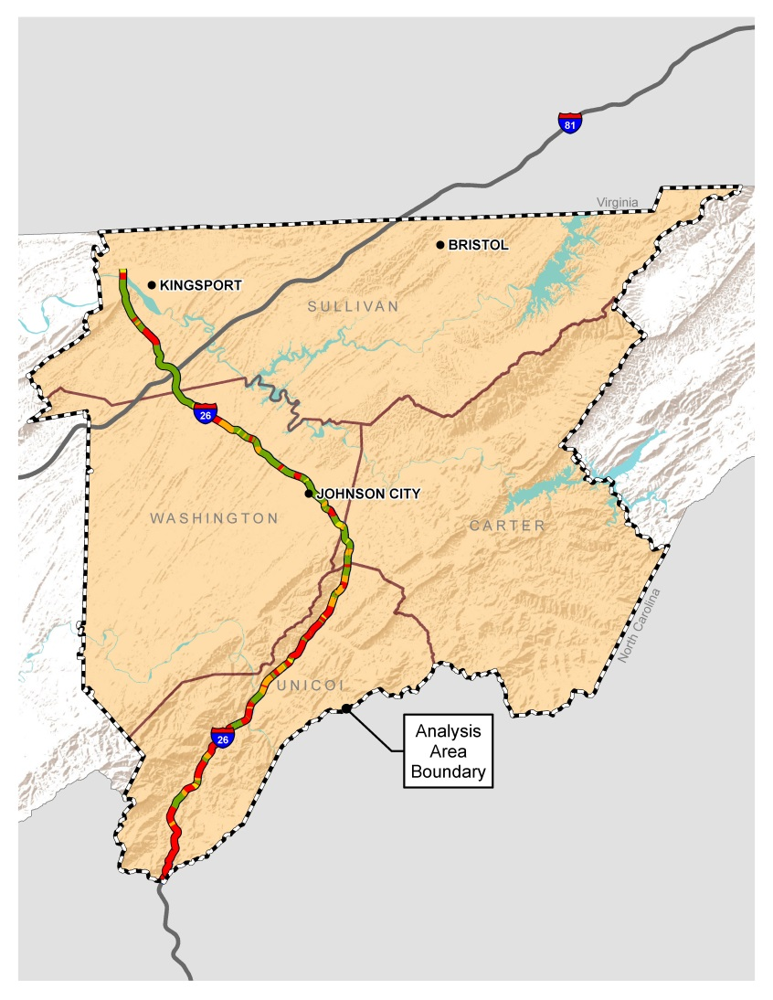 81
Virginia
BRISTOL
KINGSPORT
SULLIVAN
26
JOHNSON CITY
WASHINGTON
CARTER
North Carolina
UNICOI
26
Analysis
Area
Boundary